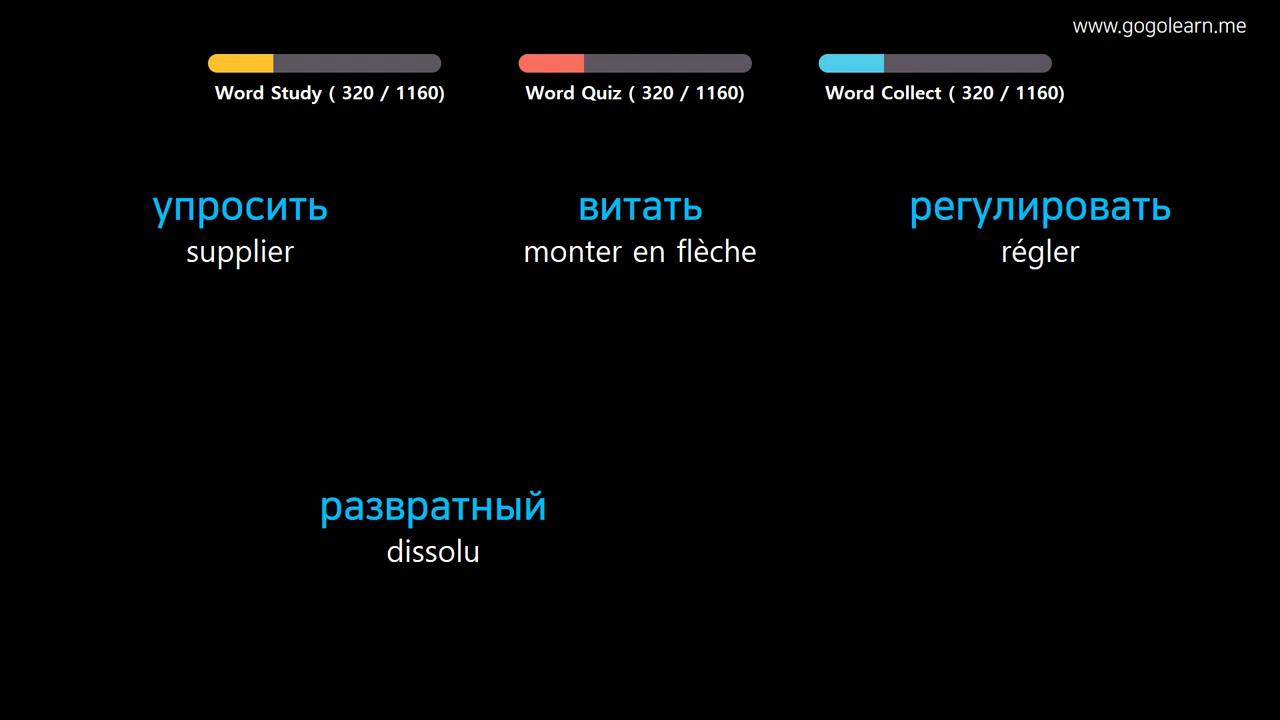 www.gogolearn.me
Word Study ( 320 / 1160)
Word Quiz ( 320 / 1160)
Word Collect ( 320 / 1160)
упросить
supplier
витать
monter en flèche
регулировать
régler
развратный
dissolu